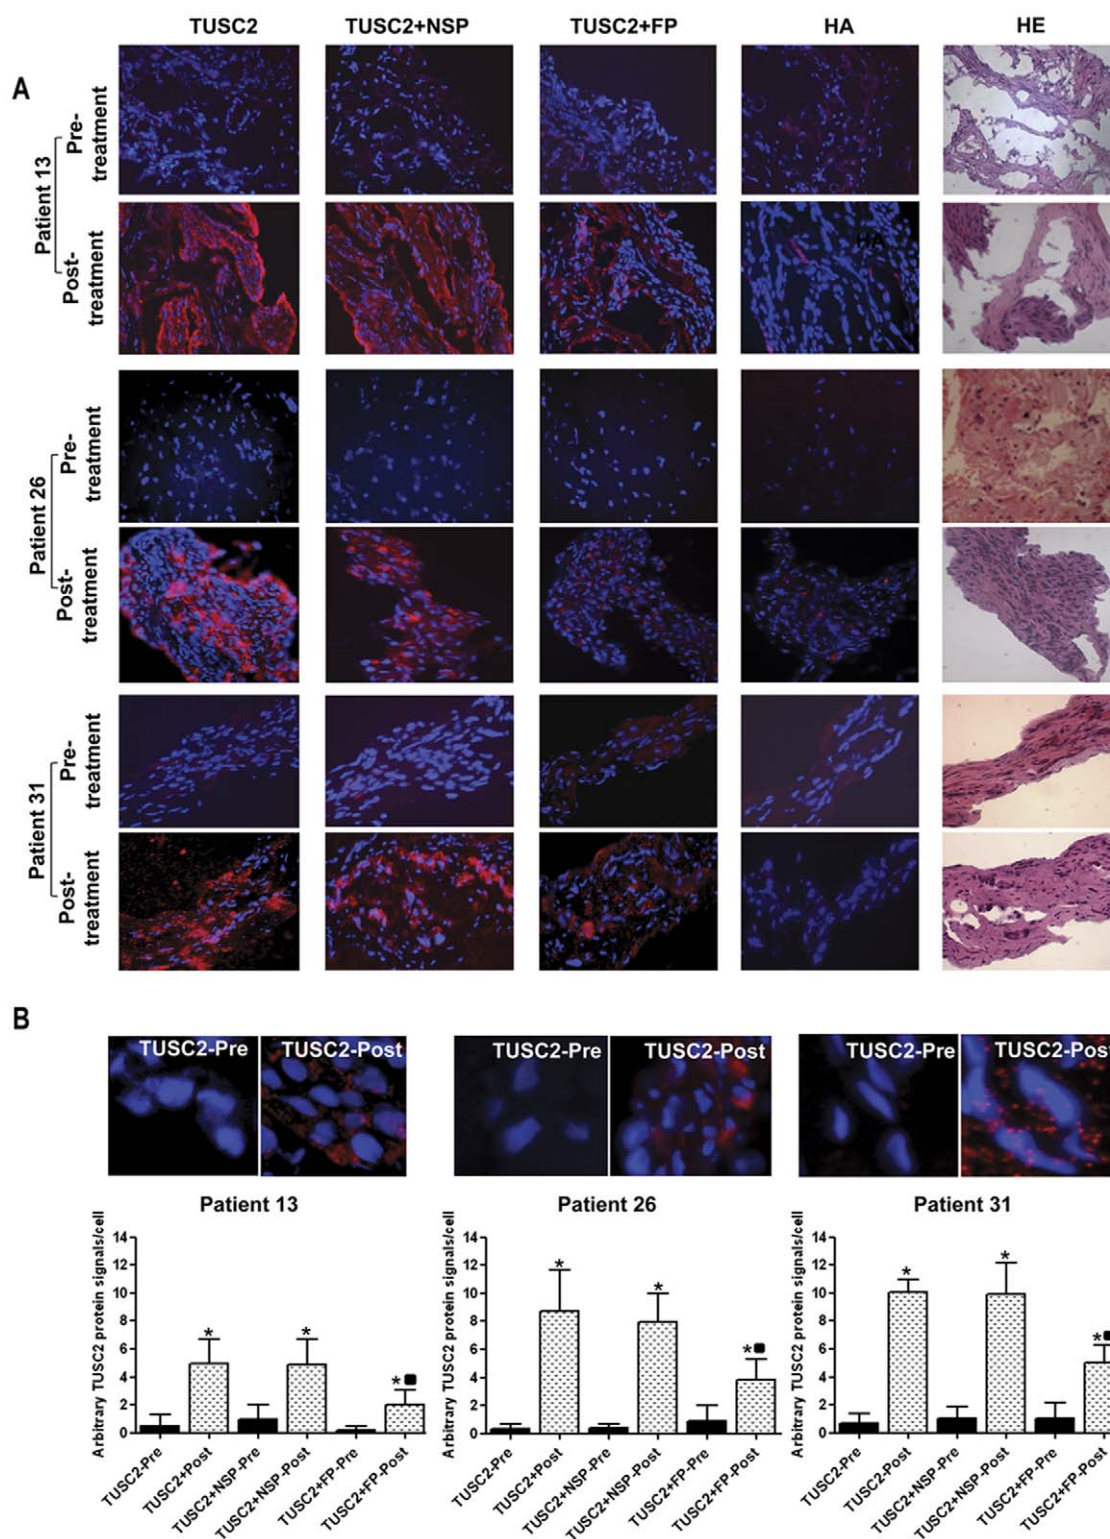 TUSC2 TUSC2+NSP TUSC2+FP HA HE
A
Patient 13
Pre-
treatment
Post-
treatment
HA
Patient 26
Pre-
treatment
Post-
treatment
Patient 31
Pre-
treatment
Post-
treatment
B
TUSC2-Pre TUSC2-Post TUSC2-Pre TUSC2-Post TUSC2-Pre TUSC2-Post
Patient 13
Arbitrary TUSC2 protein signals/cell
14
12
10
8
6
4
2
0
* * *■
TUSC2-Pre
TUSC2+Post
TUSC2+NSP-Pre
TUSC2+NSP-Post
TUSC2+FP-Pre
TUSC2+FP-Post
Patient 26
Arbitrary TUSC2 protein signals/cell
14
12
10
8
6
4
2
0
* * *■
TUSC2-Pre
TUSC2+Post
TUSC2+NSP-Pre
TUSC2+NSP-Post
TUSC2+FP-Pre
TUSC2+FP-Post
Patient 31
Arbitrary TUSC2 protein signals/cell
14
12
10
8
6
4
2
0
* * *■
TUSC2-Pre
TUSC2-Post
TUSC2+NSP-Pre
TUSC2+NSP-Post
TUSC2+FP-Pre
TUSC2+FP-Post